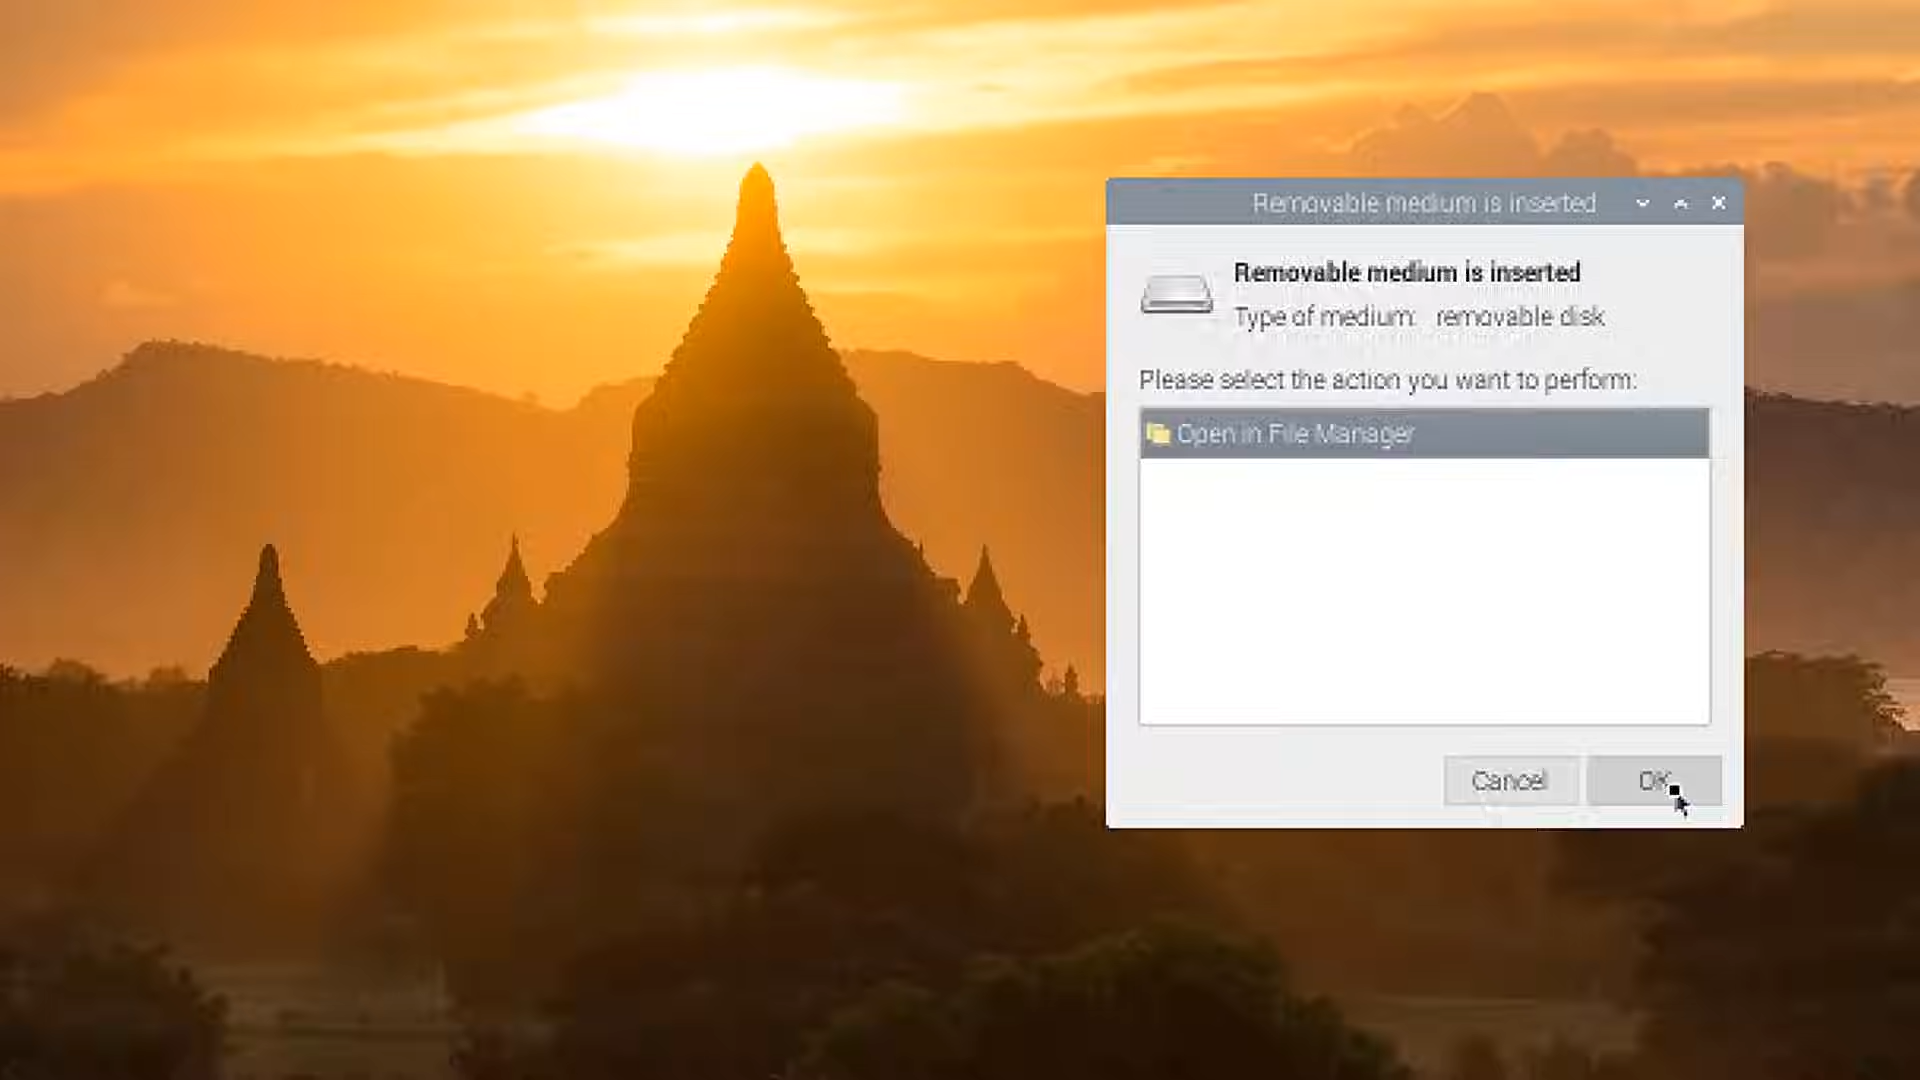 Removable medium is inserted
Removable medium is inserted
Type of medium: removable disk
Please select the action you want to perform:
Open in File Manager
Cancel OK